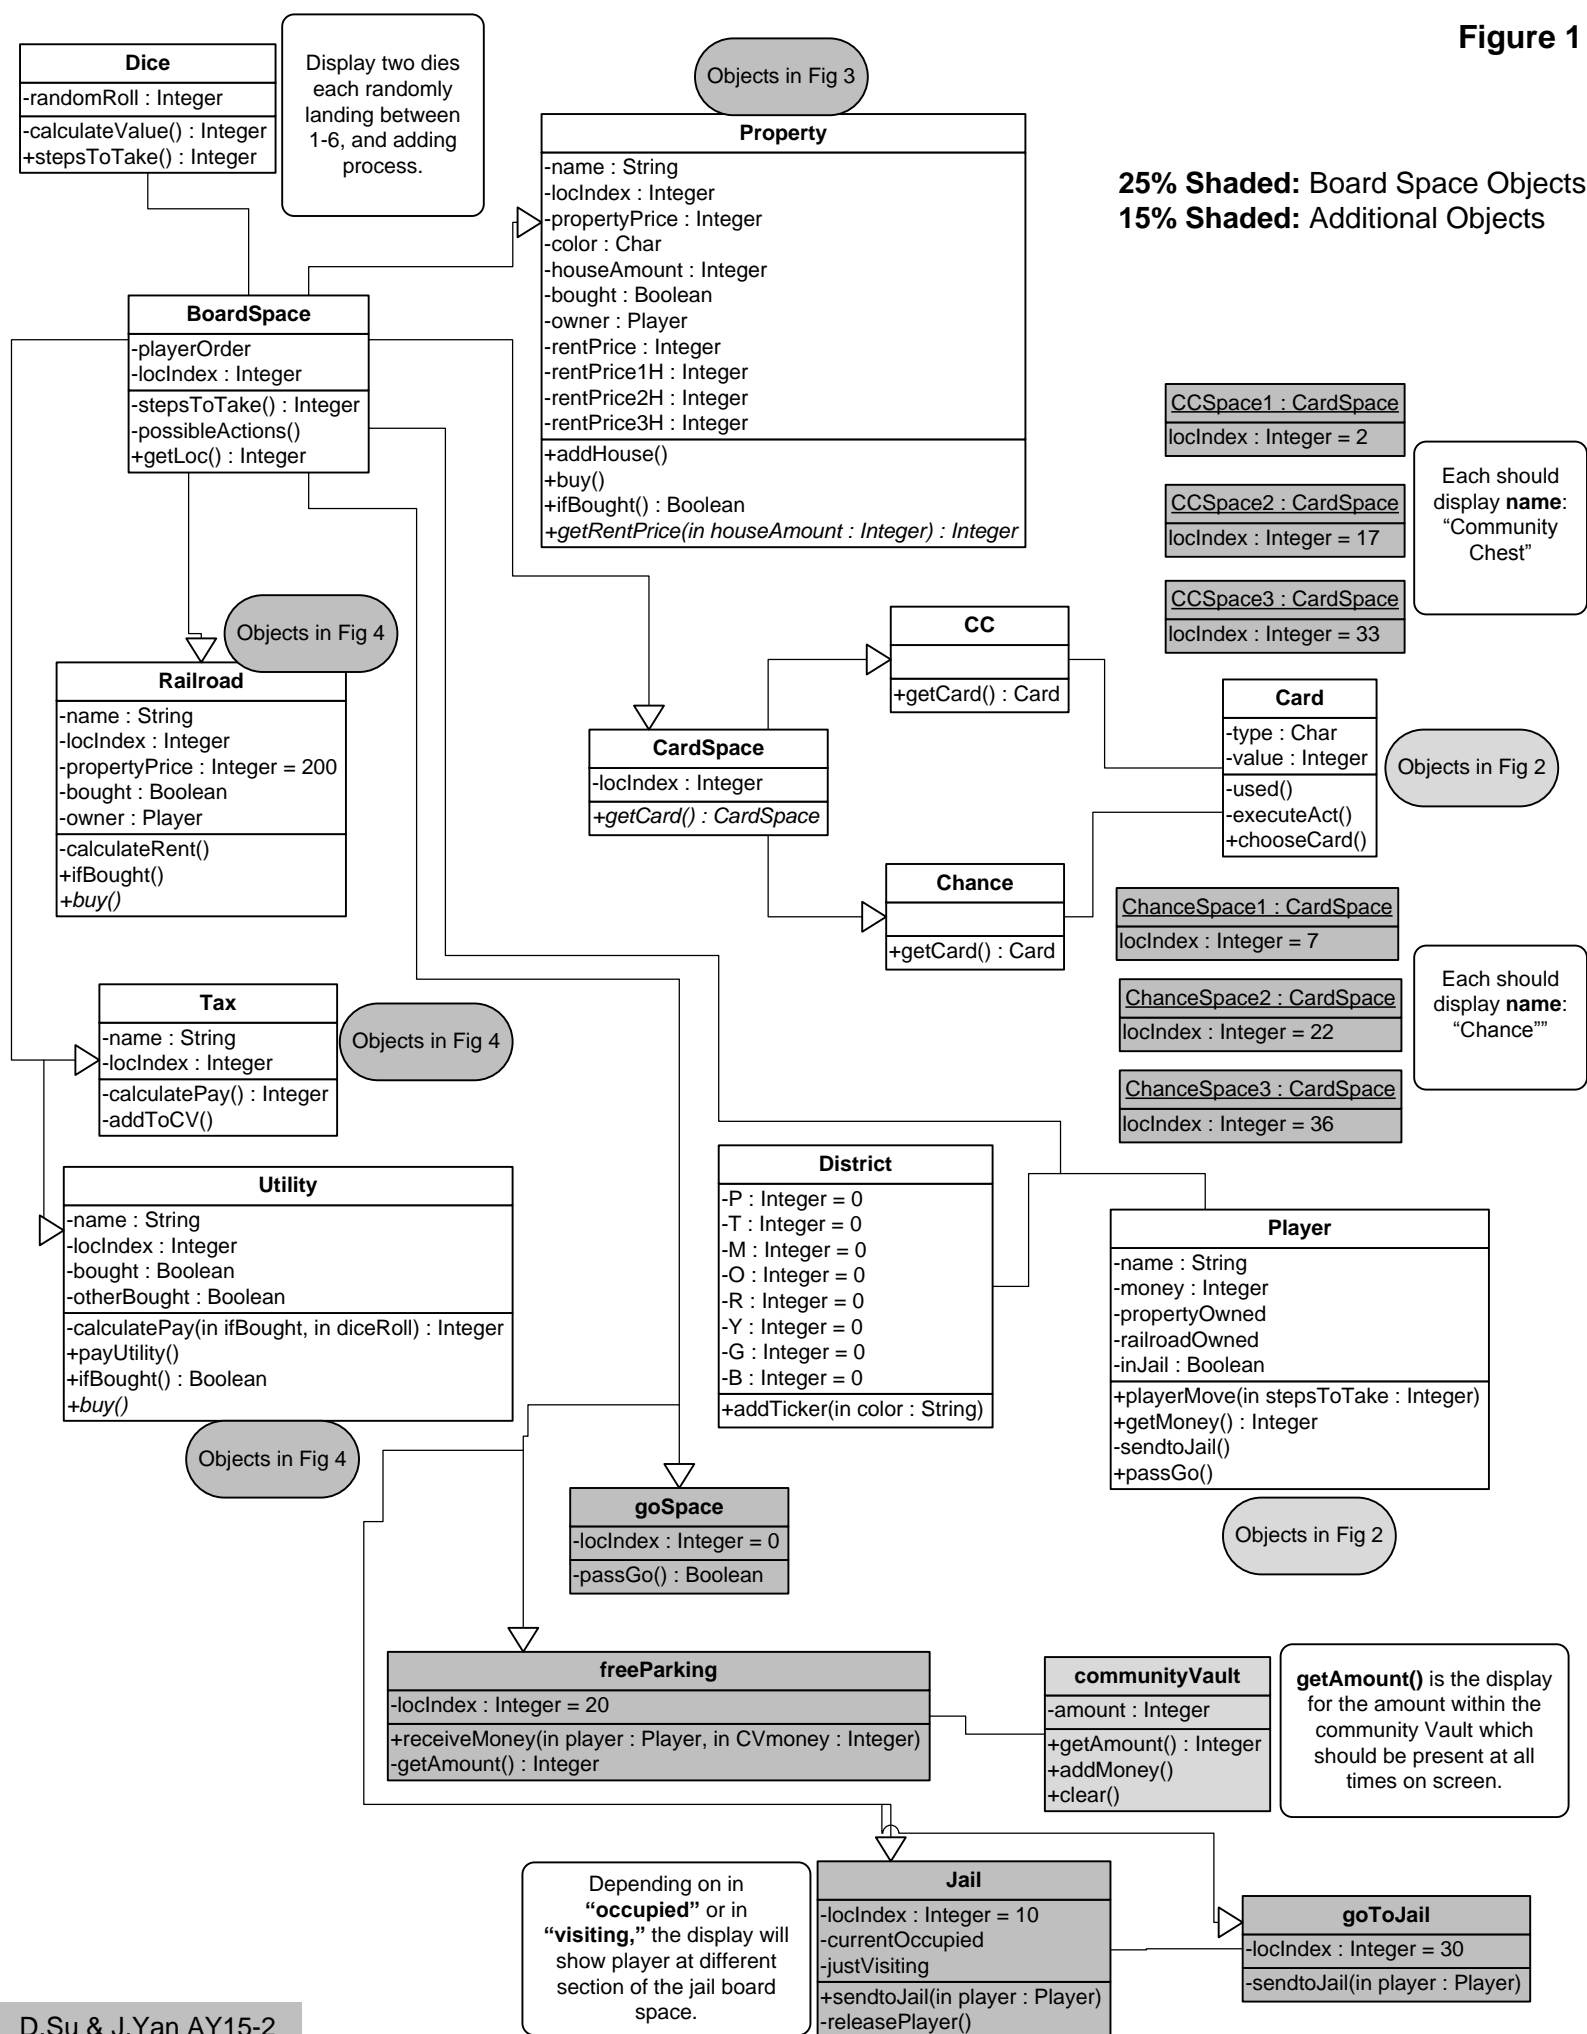 Figure 1
Dice
-randomRoll : Integer
-calculateValue() : Integer
+stepsToTake() : Integer
Display two dies
each randomly
landing between
1-6, and adding
process.
Objects in Fig 3
Property
-name : String
-locIndex : Integer
-propertyPrice : Integer
-color : Char
-houseAmount : Integer
-bought : Boolean
-owner : Player
-rentPrice : Integer
-rentPrice1H : Integer
-rentPrice2H : Integer
-rentPrice3H : Integer
+addHouse()
+buy()
+ifBought() : Boolean
+getRentPrice(in houseAmount : Integer) : Integer
25% Shaded: Board Space Objects
15% Shaded: Additional Objects
BoardSpace
-playerOrder
-locIndex : Integer
-stepsToTake() : Integer
-possibleActions()
+getLoc() : Integer
CCSpace1 : CardSpace
locIndex : Integer = 2
CCSpace2 : CardSpace
locIndex : Integer = 17
CCSpace3 : CardSpace
locIndex : Integer = 33
Each should
display name:
“Community
Chest”
Objects in Fig 4
Railroad
-name : String
-locIndex : Integer
-propertyPrice : Integer = 200
-bought : Boolean
-owner : Player
-calculateRent()
+ifBought()
+buy()
CardSpace
-locIndex : Integer
+getCard() : CardSpace
CC
+getCard() : Card
Card
-type : Char
-value : Integer
-used()
-executeAct()
+chooseCard()
Objects in Fig 2
Chance
+getCard() : Card
ChanceSpace1 : CardSpace
locIndex : Integer = 7
ChanceSpace2 : CardSpace
locIndex : Integer = 22
ChanceSpace3 : CardSpace
locIndex : Integer = 36
Each should
display name:
“Chance””
Tax
-name : String
-locIndex : Integer
-calculatePay() : Integer
-addToCV()
Objects in Fig 4
Utility
-name : String
-locIndex : Integer
-bought : Boolean
-otherBought : Boolean
-calculatePay(in ifBought, in diceRoll) : Integer
+payUtility()
+ifBought() : Boolean
+buy()
Objects in Fig 4
District
-P : Integer = 0
-T : Integer = 0
-M : Integer = 0
-O : Integer = 0
-R : Integer = 0
-Y : Integer = 0
-G : Integer = 0
-B : Integer = 0
+addTicker(in color : String)
Player
-name : String
-money : Integer
-propertyOwned
-railroadOwned
-inJail : Boolean
+playerMove(in stepsToTake : Integer)
+getMoney() : Integer
-sendtoJail()
+passGo()
Objects in Fig 2
goSpace
-locIndex : Integer = 0
-passGo() : Boolean
freeParking
-locIndex : Integer = 20
+receiveMoney(in player : Player, in CVmoney : Integer)
-getAmount() : Integer
communityVault
-amount : Integer
+getAmount() : Integer
+addMoney()
+clear()
getAmount() is the display
for the amount within the
community Vault which
should be present at all
times on screen.
Depending on in
“occupied” or in
“visiting,” the display will
show player at different
section of the jail board
space.
Jail
-locIndex : Integer = 10
-currentOccupied
-justVisiting
+sendtoJail(in player : Player)
-releasePlayer()
goToJail
-locIndex : Integer = 30
-sendtoJail(in player : Player)
D.Su & J.Yan AY15-2